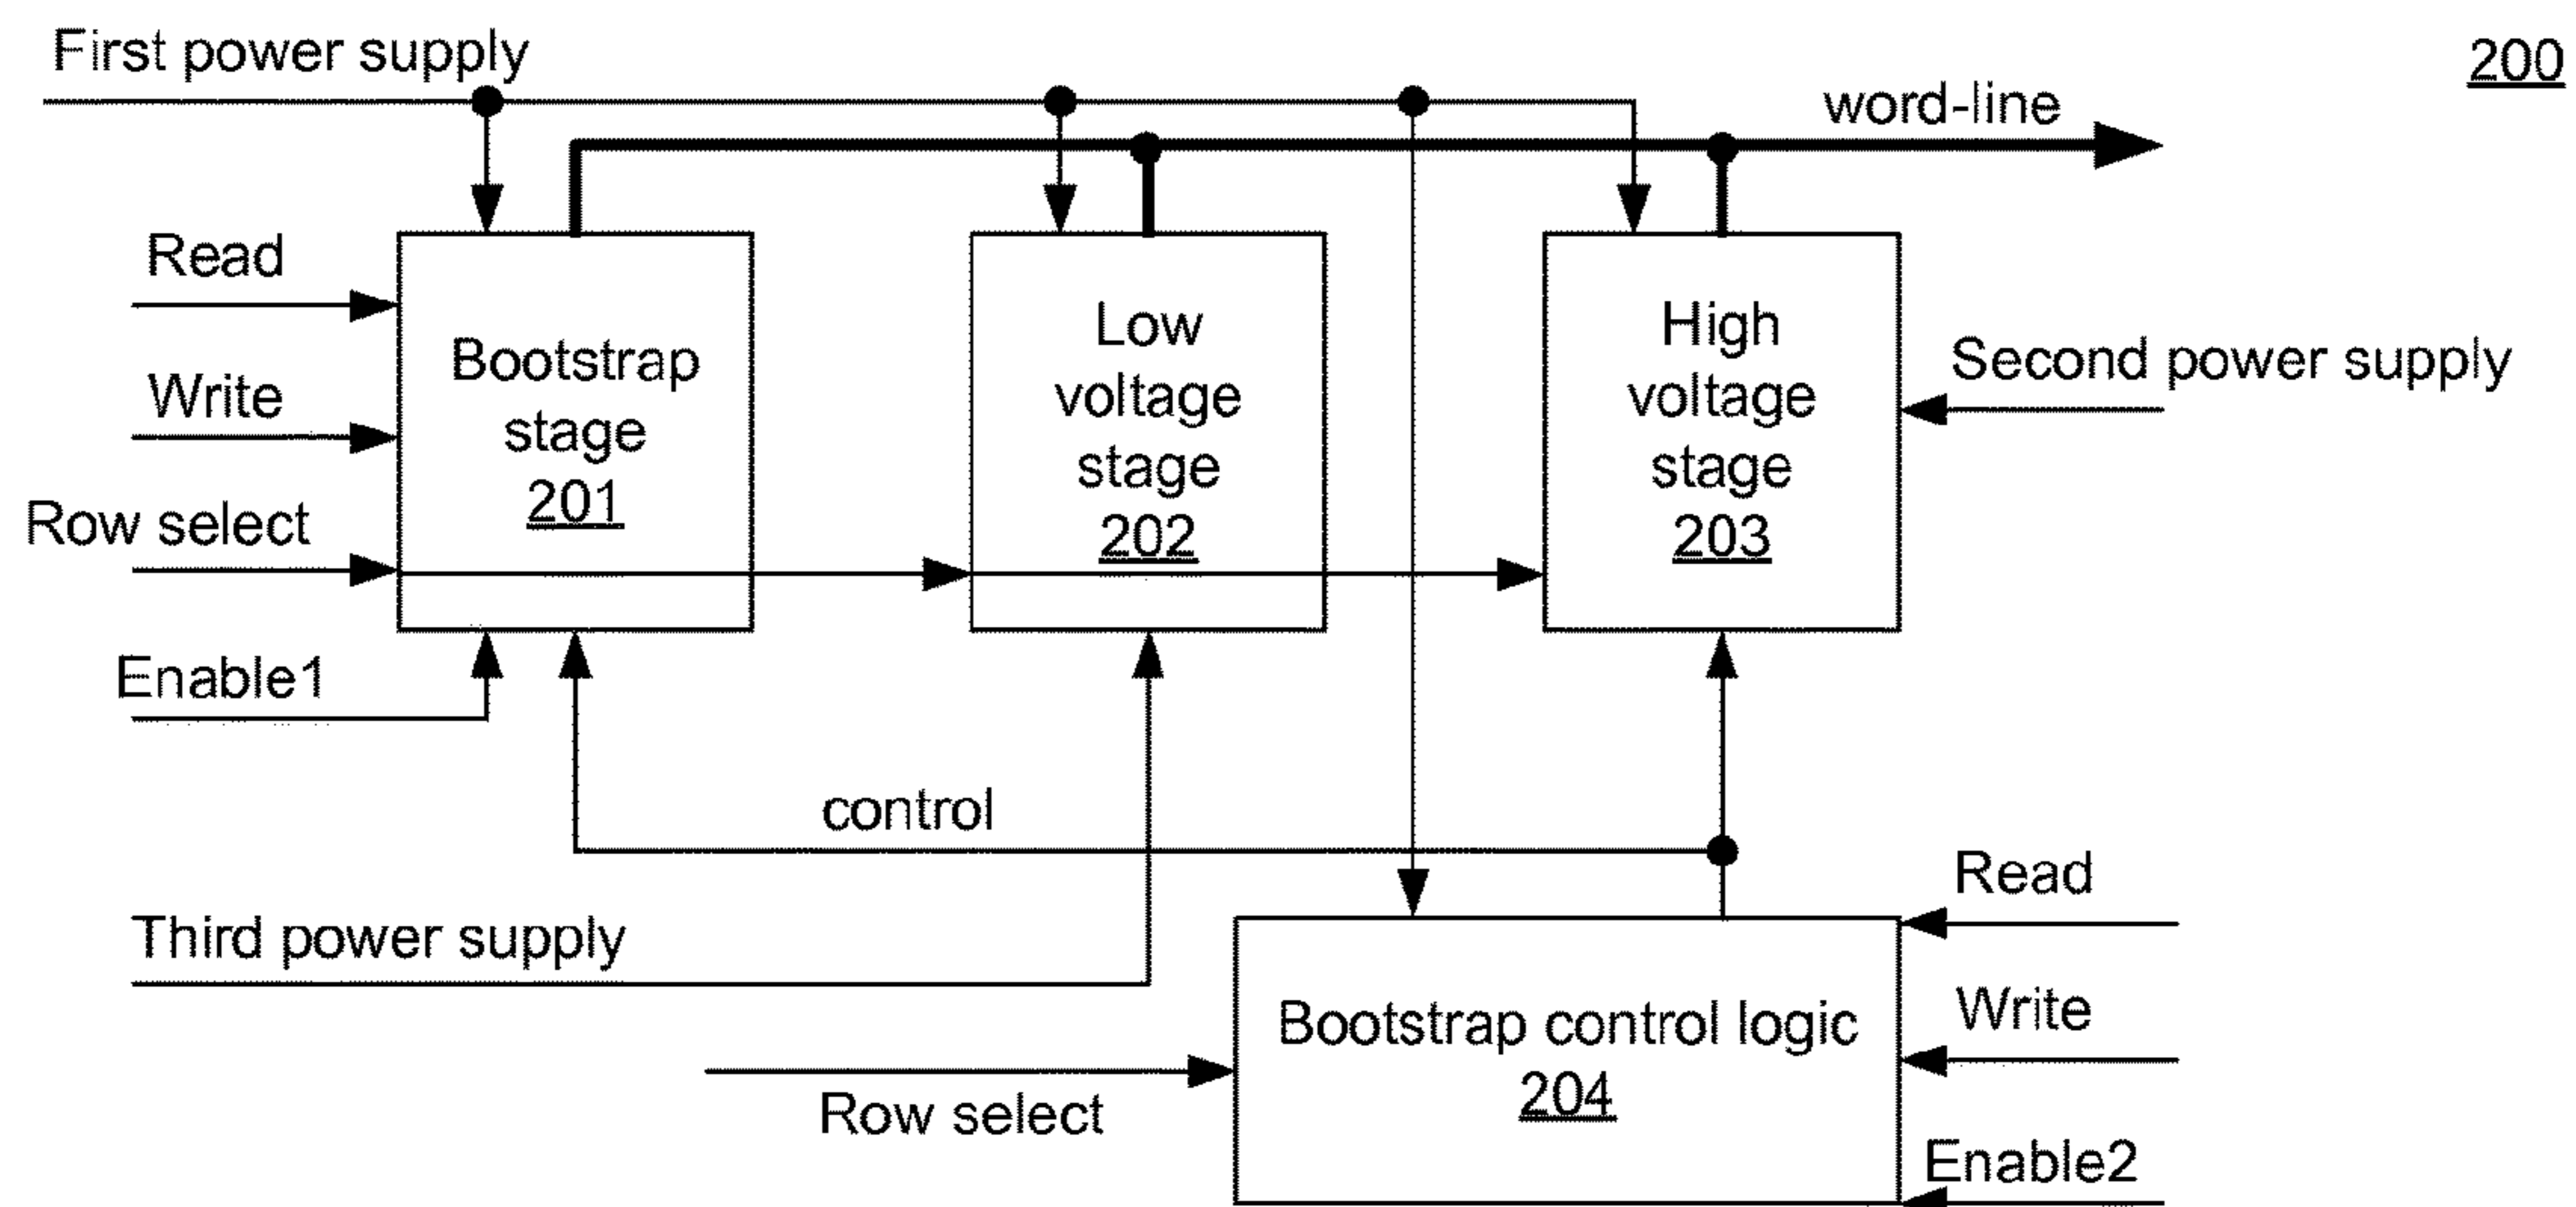 First power supply
200
word-line
Read
Write
Row select
Enable1
Bootstrap
stage
201
Low
voltage
stage
202
High
voltage
stage
203
Second power supply
control
Third power supply
Row select
Bootstrap control logic
204
Read
Write
Enable2